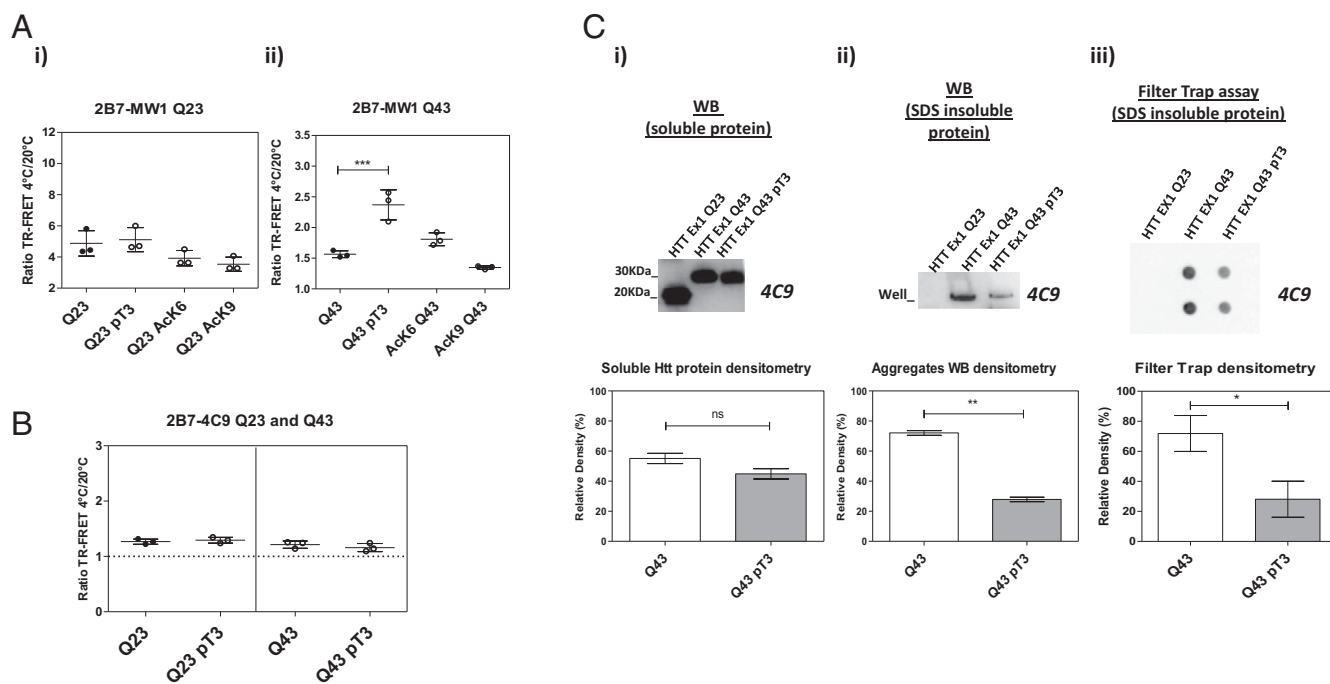 A
i)
2B7-MW1 Q23
Ratio TR-FRET 4°C/20°C
12
10
8
6
4
2
Q23
Q23 pT3
Q23 AcK6
Q23 AcK9
ii)
2B7-MW1 Q43
Ratio TR-FRET 4°C/20°C
3.5
3.0
2.5
2.0
1.5
1.0
***
Q43
Q43 pT3
AcK6 Q43
AcK9 Q43
B
2B7-4C9 Q23 and Q43
Ratio TR-FRET 4°C/20°C
3
2
1
0
Q23
Q23 pT3
Q43
Q43 pT3
C
i)
WB
(soluble protein)
HTT Ex1 Q23
HTT Ex1 Q43
HTT Ex1 Q43 pT3
30KDa_
20KDa_
4C9
Soluble Htt protein densitometry
Relative Density (%)
100
80
60
40
20
0
ns
Q43
Q43 pT3
ii)
WB
(SDS insoluble
protein)
HTT Ex1 Q23
HTT Ex1 Q43
HTT Ex1 Q43 pT3
Well_
4C9
Aggregates WB densitometry
Relative Density (%)
100
80
60
40
20
0
**
Q43
Q43 pT3
iii)
Filter Trap assay
(SDS insoluble protein)
HTT EX1 Q23
HTT EX1 Q43
HTT EX1 Q43 pT3
4C9
Filter Trap densitometry
Relative Density (%)
100
80
60
40
20
0
*
Q43
Q43 pT3